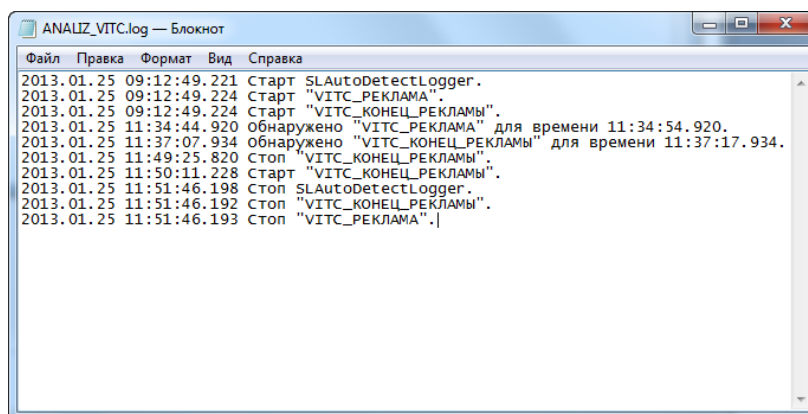 ANALIZ_VITC.log — Блокнот
Файл Правка Формат Вид Справка
2013.01.25 09:12:49.221 Старт SLAutoDetectLogger.
2013.01.25 09:12:49.224 Старт "VITC_РЕКЛАМА".
2013.01.25 09:12:49.224 Старт "VITC_КОНЕЦ_РЕКЛАМЫ".
2013.01.25 11:34:44.920 Обнаружено "VITC_РЕКЛАМА" для времени 11:34:54.920.
2013.01.25 11:37:07.934 Обнаружено "VITC_КОНЕЦ_РЕКЛАМЫ" для времени 11:37:17.934.
2013.01.25 11:49:25.820 Стоп "VITC_КОНЕЦ_РЕКЛАМЫ".
2013.01.25 11:50:11.228 Старт "VITC_КОНЕЦ_РЕКЛАМЫ".
2013.01.25 11:51:46.198 Стоп SLAutoDetectLogger.
2013.01.25 11:51:46.192 Стоп "VITC_КОНЕЦ_РЕКЛАМЫ".
2013.01.25 11:51:46.193 Стоп "VITC_РЕКЛАМА".